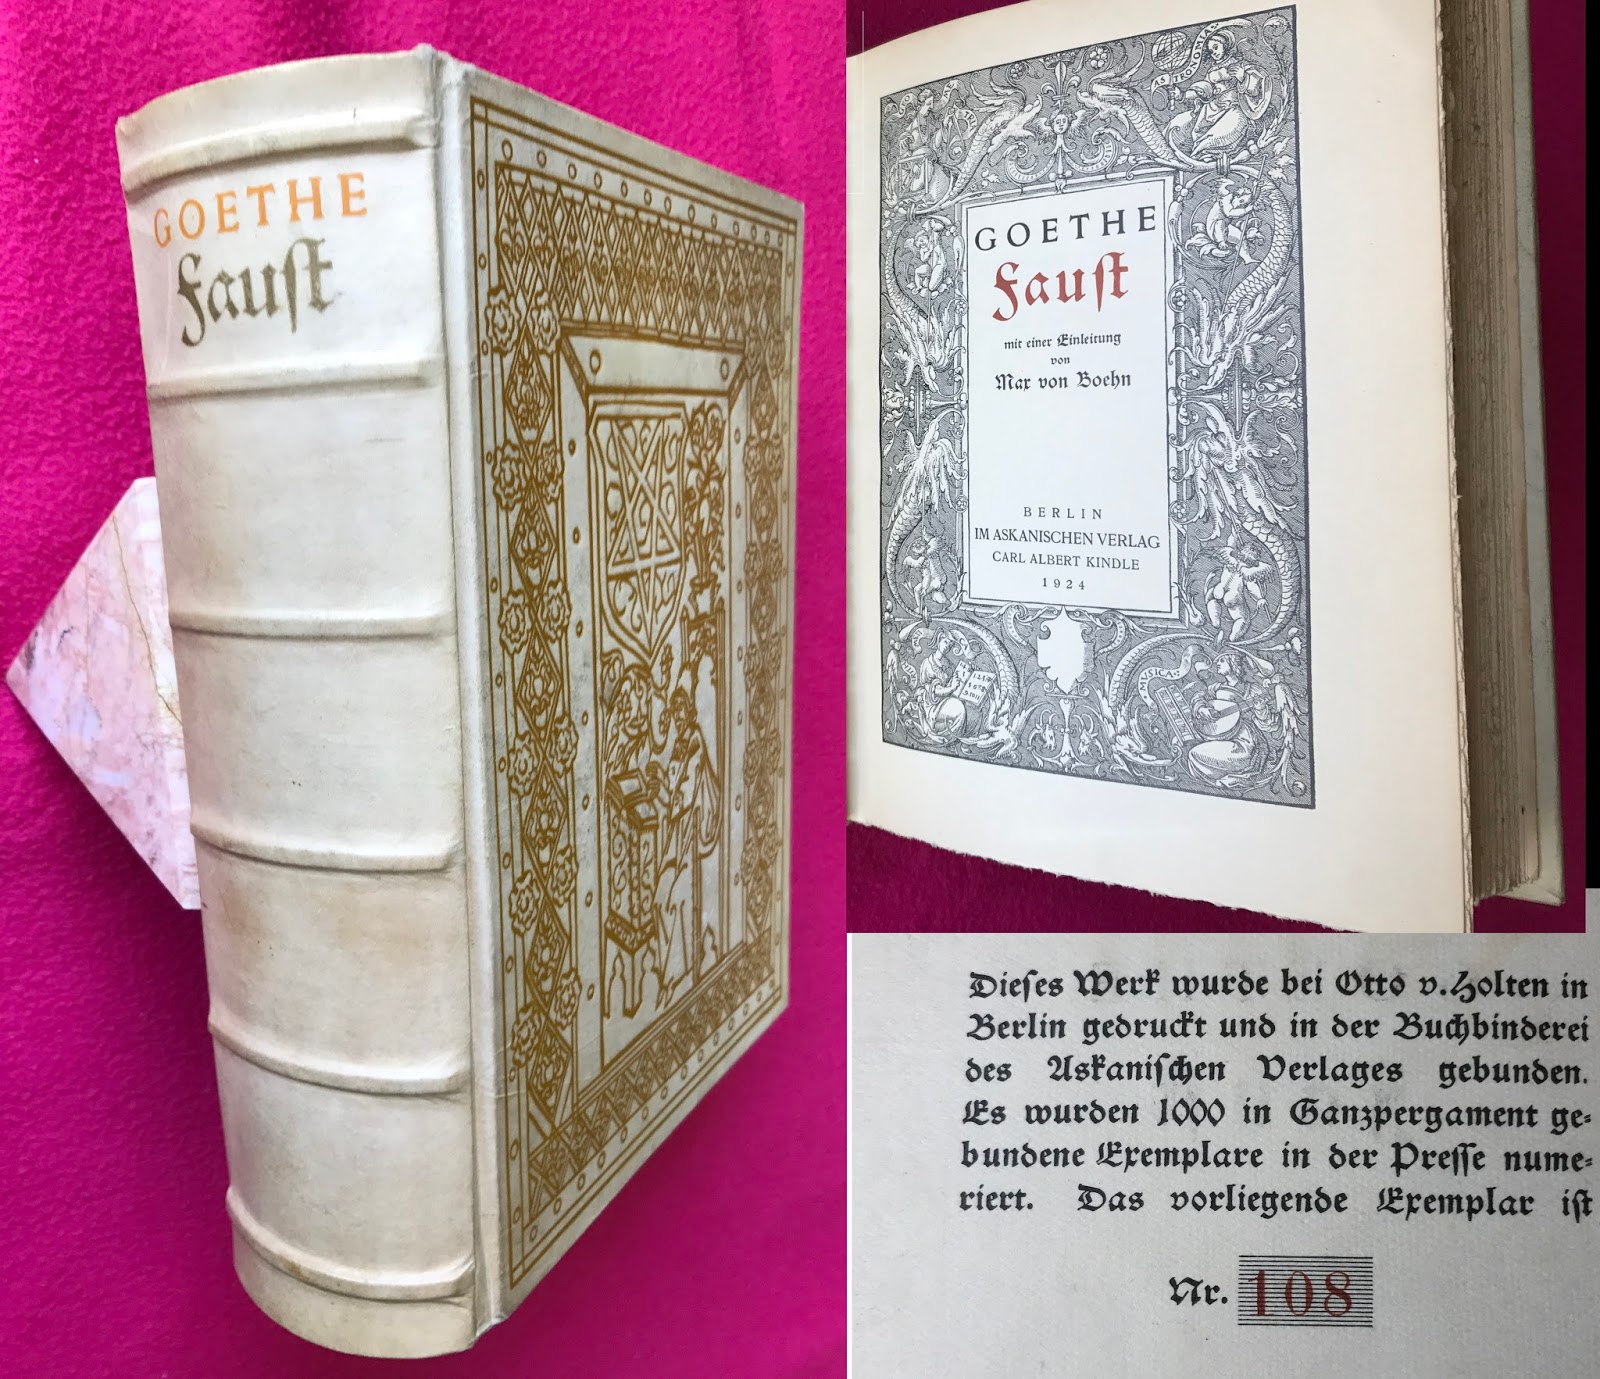 GOETHE
Faust
GOETHE
Faust
mit einer Einleitung
von
Max von Boehn
BERLIN
IM ASKANISCHEN VERLAG
CARL ALBERT KINDLE
1924
MUSICA
Dieses Werk wurde bei Otto v. Holten in
Berlin gedruckt und in der Buchbinderei
des Askanischen Verlages gebunden.
Es wurden 1000 in Ganzpergament ge-
bundene Exemplare in der Presse nume-
riert. Das vorliegende Exemplar ist
Nr. 108